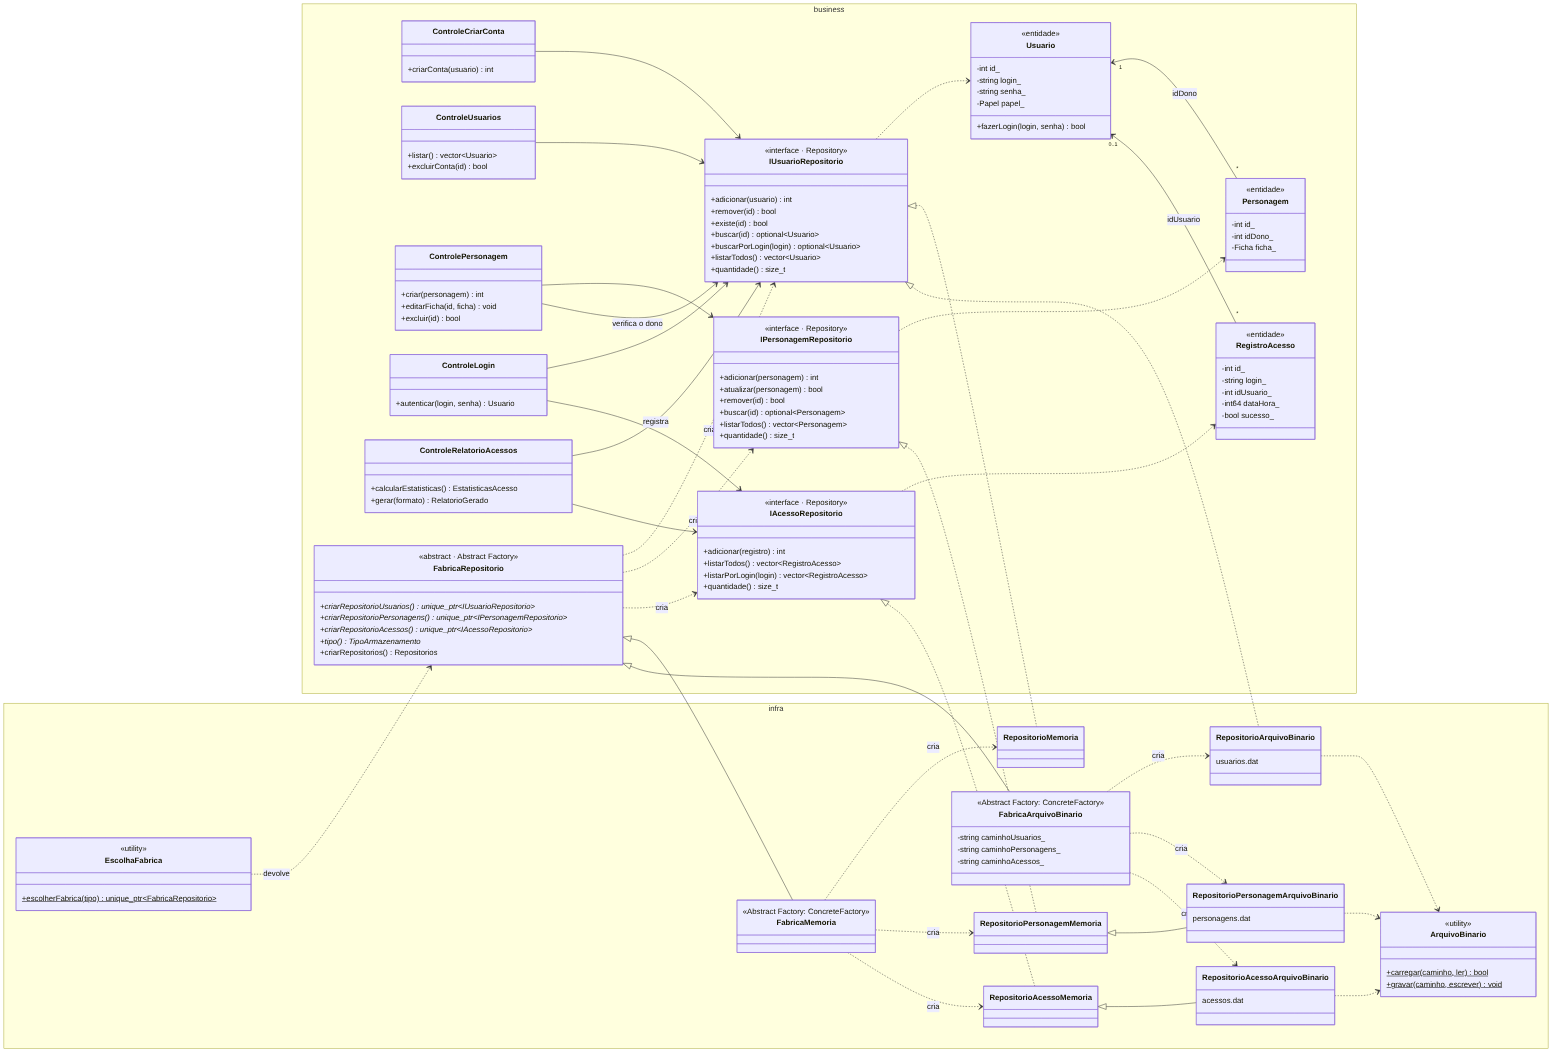 business
ControleCriarConta
+criarConta(usuario) : int
ControleUsuarios
+listar() : vector<Usuario>
+excluirConta(id) : bool
«entidade»
Usuario
-int id_
-string login_
-string senha_
-Papel papel_
+fazerLogin(login, senha) : bool
1
idDono
0..1
*
«interface · Repository»
IUsuarioRepositorio
+adicionar(usuario) : int
+remover(id) : bool
+existe(id) : bool
+buscar(id) : optional<Usuario>
+buscarPorLogin(login) : optional<Usuario>
+listarTodos() : vector<Usuario>
+quantidade() : size_t
«entidade»
Personagem
-int id_
-int idDono_
-Ficha ficha_
idUsuario
*
ControlePersonagem
+criar(personagem) : int
+editarFicha(id, ficha) : void
+excluir(id) : bool
verifica o dono
«interface · Repository»
IPersonagemRepositorio
+adicionar(personagem) : int
+atualizar(personagem) : bool
+remover(id) : bool
+buscar(id) : optional<Personagem>
+listarTodos() : vector<Personagem>
+quantidade() : size_t
«entidade»
RegistroAcesso
-int id_
-string login_
-int idUsuario_
-int64 dataHora_
-bool sucesso_
ControleLogin
+autenticar(login, senha) : Usuario
registra
ControleRelatorioAcessos
+calcularEstatisticas() : EstatisticasAcesso
+gerar(formato) : RelatorioGerado
«interface · Repository»
IAcessoRepositorio
+adicionar(registro) : int
+listarTodos() : vector<RegistroAcesso>
+listarPorLogin(login) : vector<RegistroAcesso>
+quantidade() : size_t
«abstract · Abstract Factory»
FabricaRepositorio
+criarRepositorioUsuarios() : unique_ptr<IUsuarioRepositorio>
+criarRepositorioPersonagens() : unique_ptr<IPersonagemRepositorio>
+criarRepositorioAcessos() : unique_ptr<IAcessoRepositorio>
+tipo() : TipoArmazenamento
+criarRepositorios() : Repositorios
cria
infra
RepositorioMemoria
RepositorioArquivoBinario
usuarios.dat
cria
cria
«Abstract Factory: ConcreteFactory»
FabricaArquivoBinario
-string caminhoUsuarios_
-string caminhoPersonagens_
-string caminhoAcessos_
cria
«utility»
EscolhaFabrica
+escolherFabrica(tipo) : unique_ptr<FabricaRepositorio>
devolve
«Abstract Factory: ConcreteFactory»
FabricaMemoria
cria
RepositorioPersonagemMemoria
RepositorioPersonagemArquivoBinario
personagens.dat
«utility»
ArquivoBinario
+carregar(caminho, ler) : bool
+gravar(caminho, escrever) : void
cria
RepositorioAcessoMemoria
RepositorioAcessoArquivoBinario
acessos.dat